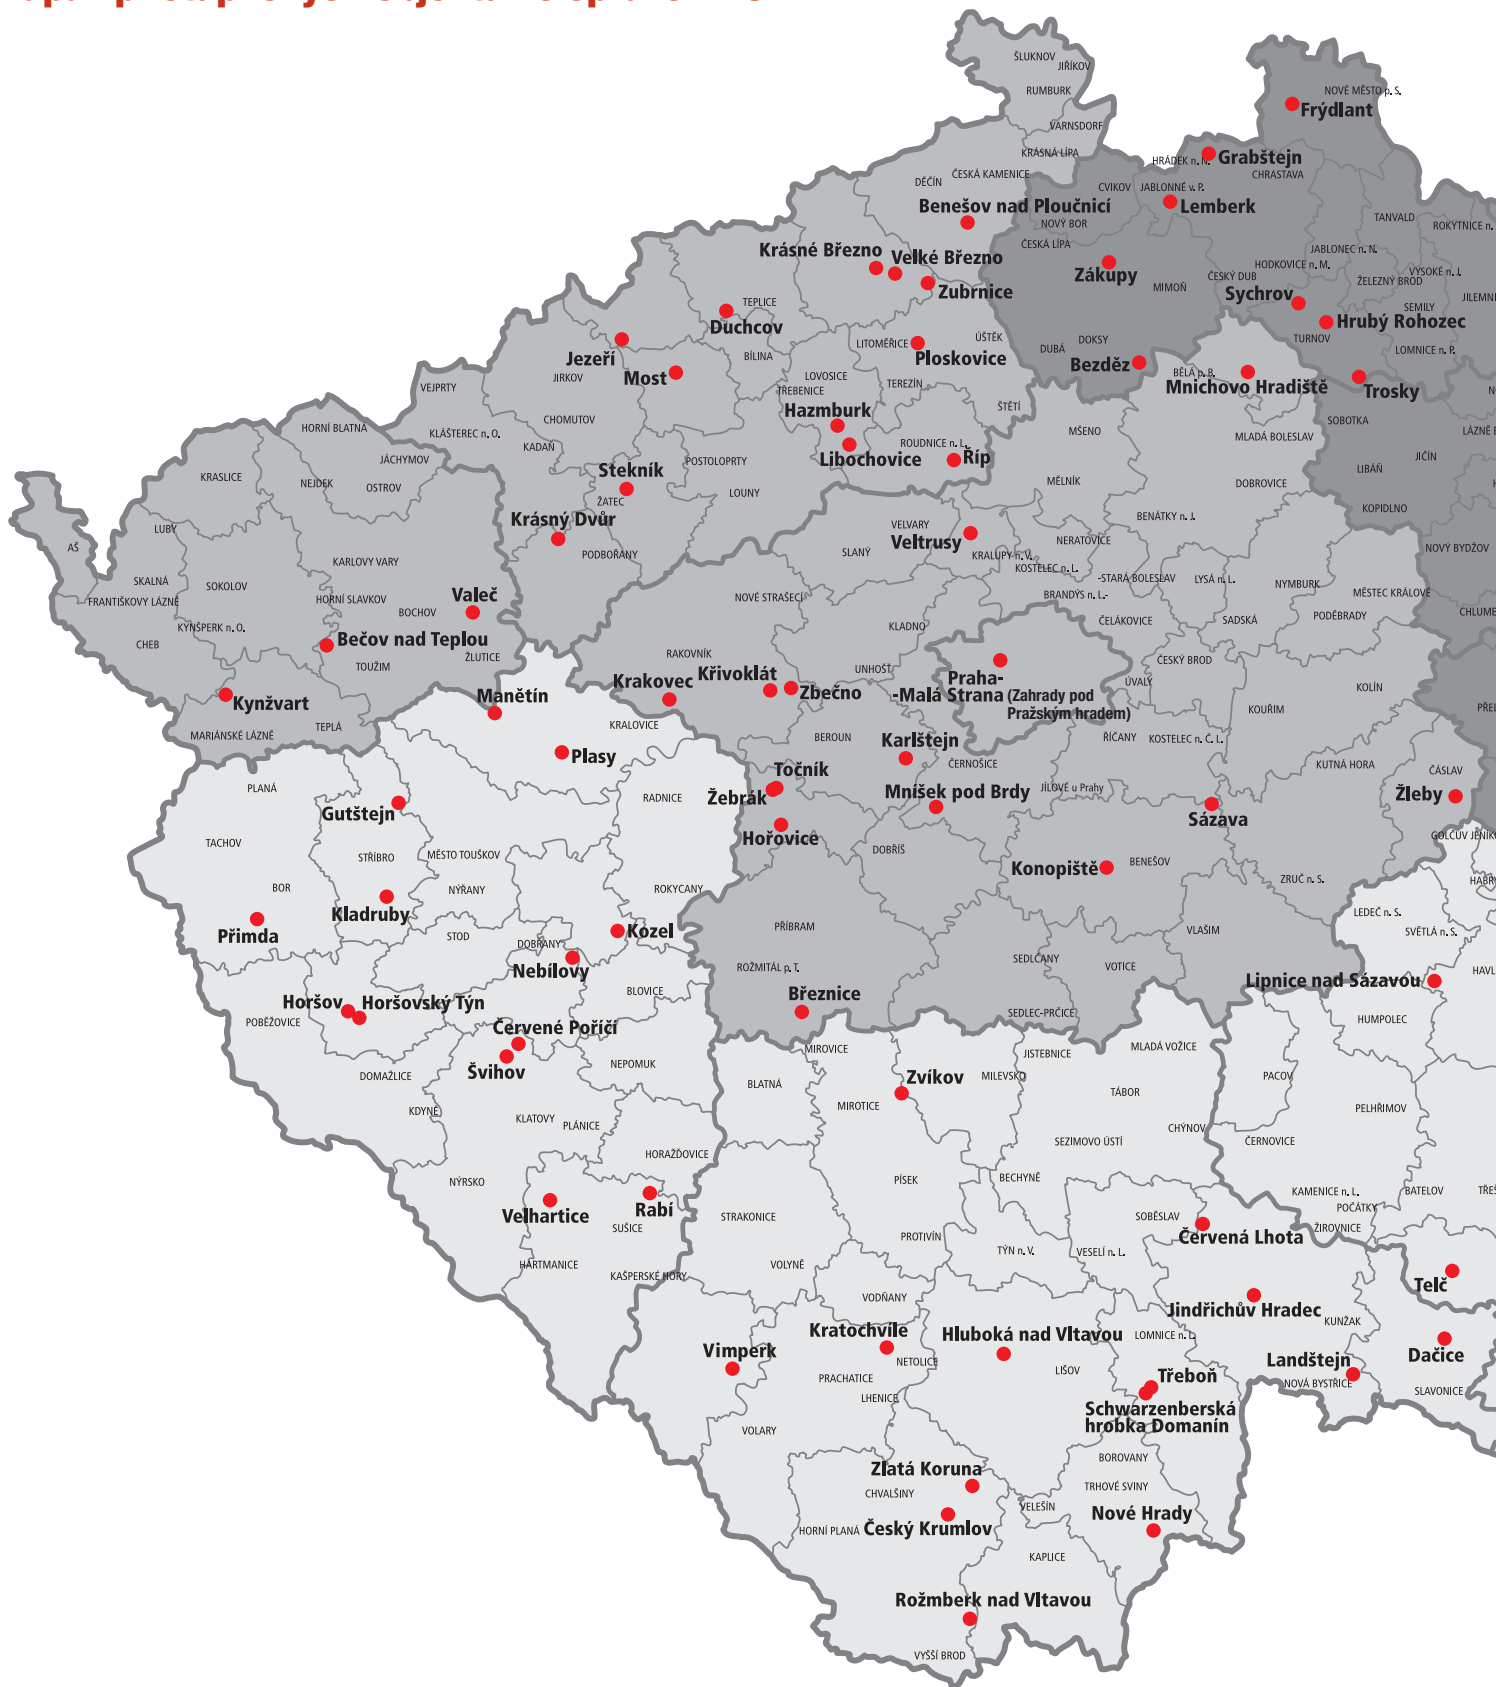 ŠLUKNOV
JIŘÍKOV
RUMBURK
NOVÉ MĚSTO p. S.
Frýdlant
VARNSDORF
KRÁSNÁ LÍPA
HRÁDEK n. N.
Grabštejn
CHRASTAVA
ČESKÁ KAMENICE
DĚČÍN
CVIKOV
JABLONNÉ v. P.
Benešov nad Ploučnicí
Lemberk
NOVÝ BOR
TANVALD
ROKYTNICE n.
Krásné Březno
Velké Březno
ČESKÁ LÍPA
JABLONEC n. N.
Zákupy
HODKOVICE n. M.
VYSOKÉ n. J.
ČESKÝ DUB
ŽELEZNÝ BROD
Zubrnice
MIMOŇ
Sychrov
JILEMNI
TEPLICE
SEMILY
Duchcov
Hrubý Rohozec
ÚŠTĚK
DOKSY
TURNOV
LITOMĚŘICE
DUBÁ
LOMNICE n. P.
Jezeří
BÍLINA
Ploskovice
Bezděz
JIRKOV
Most
LOVOSICE
BĚLÁ p. B.
Mnichovo Hradiště
Trosky
VEJPRTY
TŘEBENICE
TEREZÍN
Hazmburk
ŠTĚTÍ
CHOMUTOV
SOBOTKA
HORNÍ BLATNÁ
KLÁŠTEREC n. O.
MŠENO
MLADÁ BOLESLAV
KADAŇ
ROUDNICE n. L.
JÁCHYMOV
POSTOLOPRTY
Libochovice
Říp
JIČÍN
Stekník
LIBÁŇ
KRASLICE
NEJDEK
OSTROV
MĚLNÍK
DOBROVICE
LOUNY
ŽATEC
KOPIDLNO
Krásný Dvůr
VELVARY
BENÁTKY n. J.
LUBY
Veltrusy
NERATOVICE
AŠ
PODBOŘANY
SLANÝ
NOVÝ BYDŽOV
KARLOVY VARY
KRALUPY n. V.
KOSTELEC n. L.
SKALNÁ
-STARÁ BOLESLAV
LYSÁ n. L.
NYMBURK
SOKOLOV
MĚSTEC KRÁLOVÉ
FRANTIŠKOVY LÁZNĚ
HORNÍ SLAVKOV
Valeč
NOVÉ STRAŠECÍ
BRANDÝS n. L.-
BOCHOV
CHLUME
KYNŠPERK n. O.
KLADNO
ČELÁKOVICE
SADSKÁ
PODĚBRADY
CHEB
Bečov nad Teplou
RAKOVNÍK
ŽLUTICE
ČESKÝ BROD
TOUŽIM
UNHOŠŤ
Křivoklát
Praha-
Krakovec
Zbečno
-Malá Strana (Zahrady pod
Pražským hradem)
ÚVALY
KOLÍN
Kynžvart
Manětín
KOUŘIM
TEPLÁ
KRALOVICE
MARIÁNSKÉ LÁZNĚ
BEROUN
Karlštejn
ŘÍČANY
KOSTELEC n. Č. L.
Plasy
ČERNOŠICE
KUTNÁ HORA
Točník
ČÁSLAV
PLANÁ
Žebrák
Mníšek pod Brdy
JÍLOVÉ u Prahy
Žleby
RADNICE
Gutštejn
Sázava
Hořovice
GOLČŮV JENÍK
TACHOV
DOBŘÍŠ
STŘÍBRO
MĚSTO TOUŠKOV
Konopiště
BENEŠOV
ZRUČ n. S.
BOR
NÝŘANY
ROKYCANY
Kladruby
LEDEČ n. S.
Přimda
STOD
Kozel
PŘÍBRAM
VLAŠIM
SVĚTLÁ n. S.
DOBŘANY
SEDLČANY
Nebílovy
ROŽMITÁL p. T.
VOTICE
HAVL
Lipnice nad Sázavou
BLOVICE
Horšov
Horšovský Týn
Březnice
SEDLEC-PRČICE
HUMPOLEC
POBĚŽOVICE
Červené Poříčí
MIROVICE
JISTEBNICE
MLADÁ VOŽICE
Švihov
NEPOMUK
DOMAŽLICE
BLATNÁ
Zvíkov
MILEVSKO
PACOV
MIROTICE
TÁBOR
KDYNĚ
PELHŘIMOV
KLATOVY
PLÁNICE
CHÝNOV
SEZIMOVO ÚSTÍ
ČERNOVICE
HORAŽĎOVICE
NÝRSKO
PÍSEK
BECHYNĚ
KAMENICE n. L.
BATELOV
Velhartice
Rabí
POČÁTKY
STRAKONICE
SOBĚSLAV
SUŠICE
ŽIROVNICE
PROTIVÍN
Červená Lhota
TÝN n. V.
VESELÍ n. L.
HARTMANICE
VOLYNĚ
KAŠPERSKÉ HORY
Telč
VODŇANY
Jindřichův Hradec
KUNŽAK
Kratochvíle
Hluboká nad Vltavou
LOMNICE n. L.
Vimperk
NETOLICE
Landštejn
Dačice
LIŠOV
PRACHATICE
Třeboň
NOVÁ BYSTŘICE
SLAVONICE
LHENICE
Schwarzenberská
hrobka Domanín
VOLARY
BOROVANY
Zlatá Koruna
TRHOVÉ SVINY
CHVALŠINY
VELEŠÍN
Nové Hrady
HORNÍ PLANÁ
Český Krumlov
KAPLICE
Rožmberk nad Vltavou
VYŠŠÍ BROD